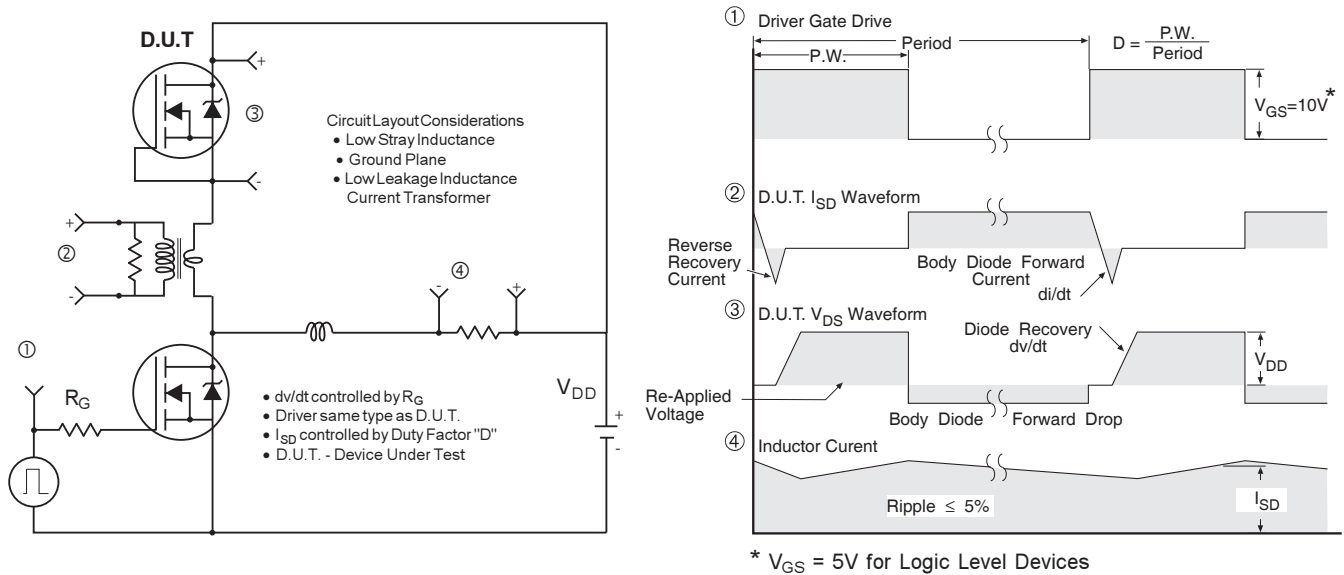 D.U.T
+
③
-
Circuit Layout Considerations
• Low Stray Inductance
• Ground Plane
• Low Leakage Inductance
Current Transformer
+
②
-
④
- +
①
R_G
V_DD
+
-
• dv/dt controlled by R_G
• Driver same type as D.U.T.
• I_SD controlled by Duty Factor "D"
• D.U.T. - Device Under Test
① Driver Gate Drive
P.W.
Period
D = P.W. / Period
V_GS=10V*
② D.U.T. I_SD Waveform
Reverse
Recovery
Current
Body Diode Forward
Current
di/dt
③ D.U.T. V_DS Waveform
Diode Recovery
dv/dt
V_DD
Re-Applied
Voltage
Body Diode Forward Drop
④ Inductor Curent
Ripple ≤ 5%
I_SD
* V_GS = 5V for Logic Level Devices